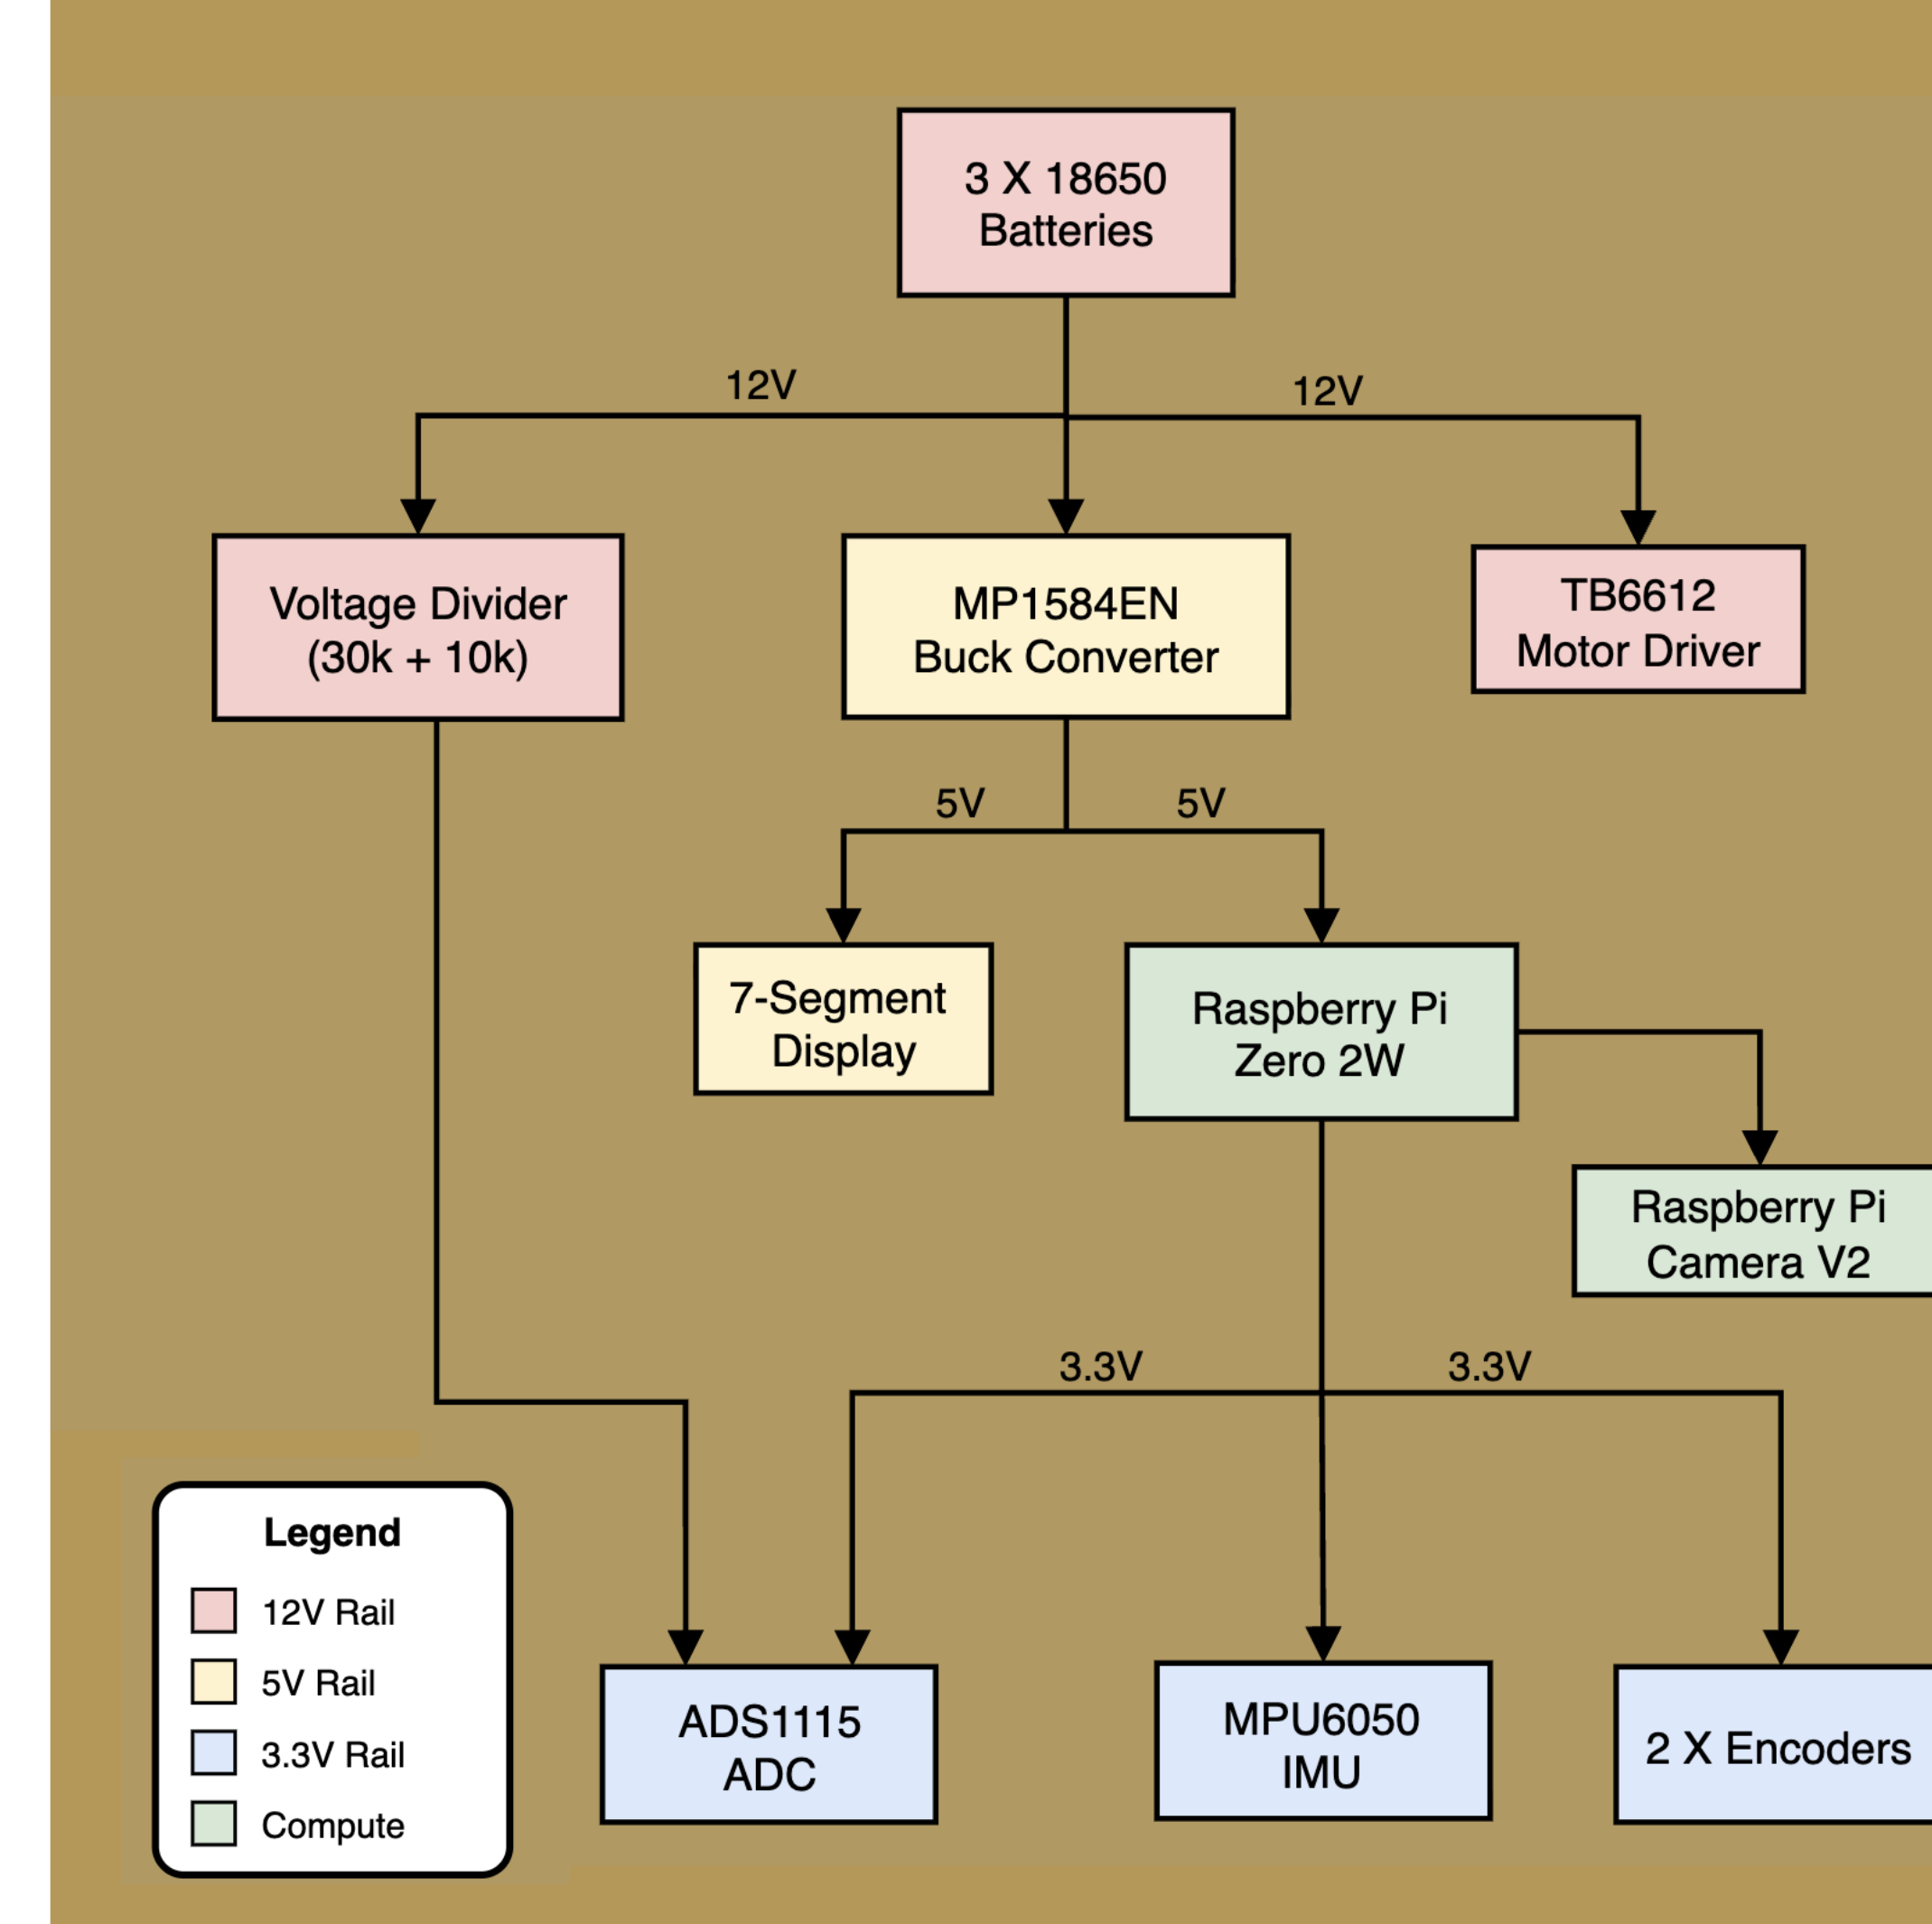 3 X 18650
Batteries
12V
12V
Voltage Divider
(30k + 10k)
MP1584EN
Buck Converter
TB6612
Motor Driver
5V
5V
7-Segment
Display
Raspberry Pi
Zero 2W
Raspberry Pi
Camera V2
3.3V
3.3V
Legend
12V Rail
5V Rail
3.3V Rail
Compute
ADS1115
ADC
MPU6050
IMU
2 X Encoders